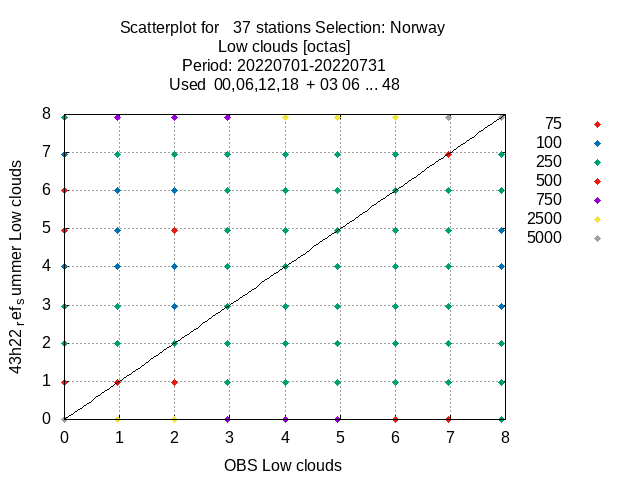 Scatterplot for 37 stations Selection: Norway
Low clouds [octas]
Period: 20220701-20220731
Used 00,06,12,18 + 03 06 ... 48
8
7
6
5
4
3
2
1
0
43h22ref summer Low clouds
0 1 2 3 4 5 6 7 8
OBS Low clouds
75
100
250
500
750
2500
5000